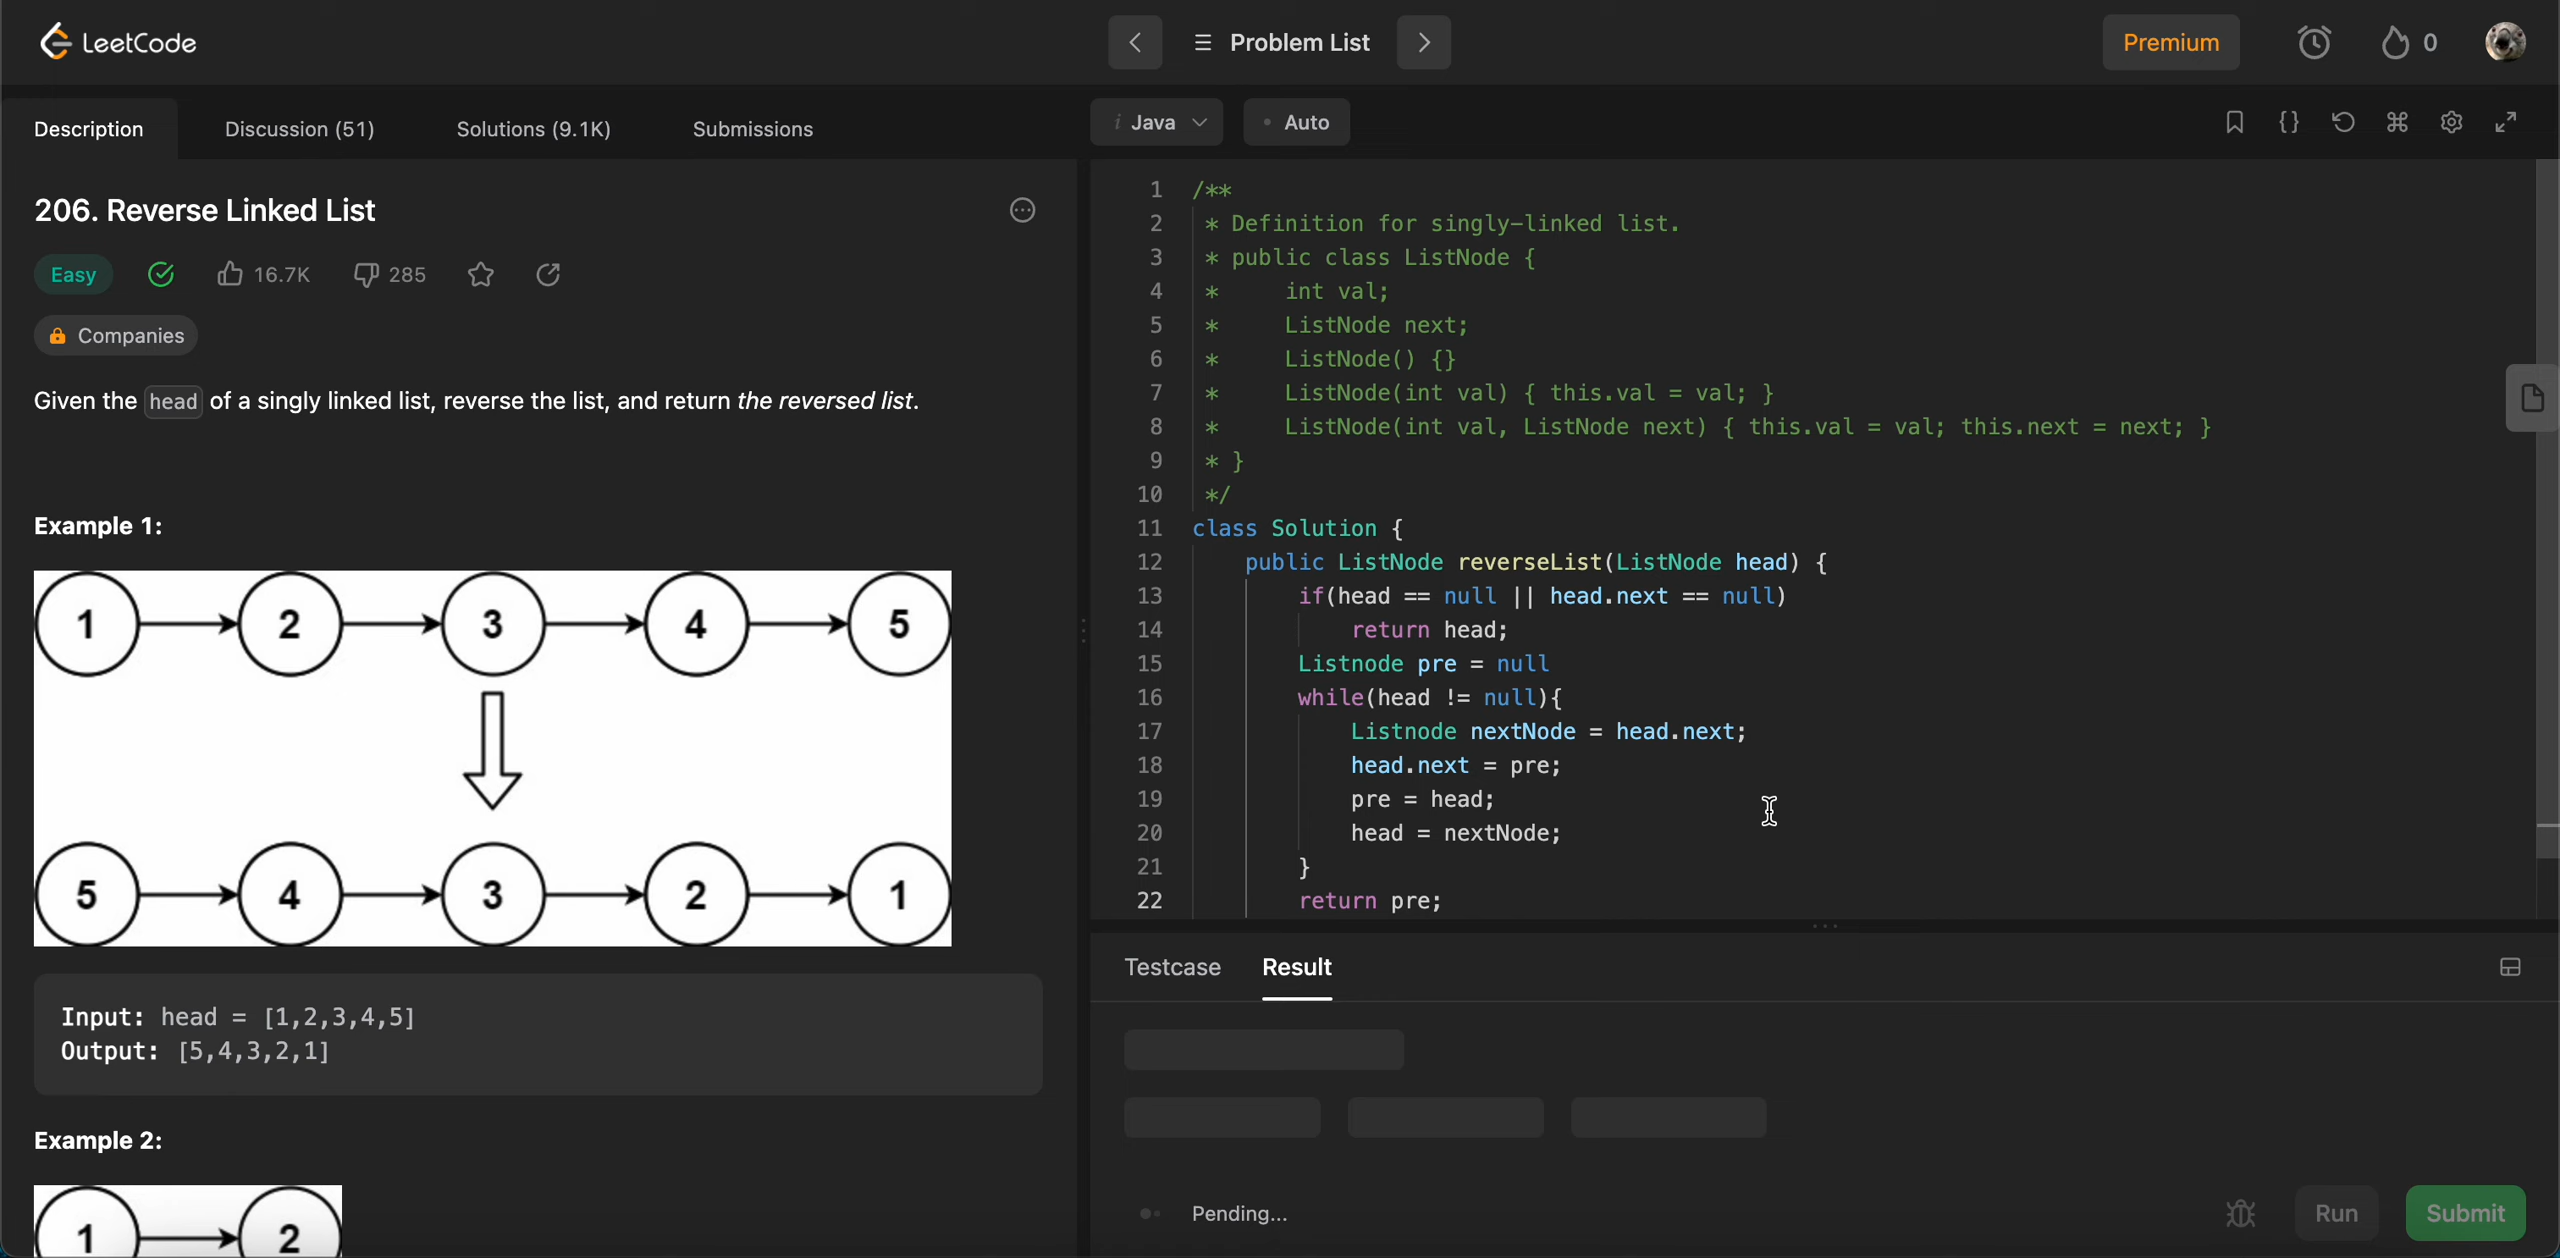 LeetCode
Problem List
Premium
0
Description
Discussion (51)
Solutions (9.1K)
Submissions
206. Reverse Linked List
Easy
16.7K
285
Companies
Given the head of a singly linked list, reverse the list, and return the reversed list.
Example 1:
1 2 3 4 5
5 4 3 2 1
Input: head = [1,2,3,4,5]
Output: [5,4,3,2,1]
Example 2:
1 2
i Java
Auto
{}
1 /**
2  * Definition for singly-linked list.
3  * public class ListNode {
4  *     int val;
5  *     ListNode next;
6  *     ListNode() {}
7  *     ListNode(int val) { this.val = val; }
8  *     ListNode(int val, ListNode next) { this.val = val; this.next = next; }
9  * }
10  */
11 class Solution {
12     public ListNode reverseList(ListNode head) {
13         if(head == null || head.next == null)
14             return head;
15         Listnode pre = null
16         while(head != null){
17             Listnode nextNode = head.next;
18             head.next = pre;
19             pre = head;
20             head = nextNode;
21         }
22         return pre;
Testcase
Result
Pending...
Run
Submit